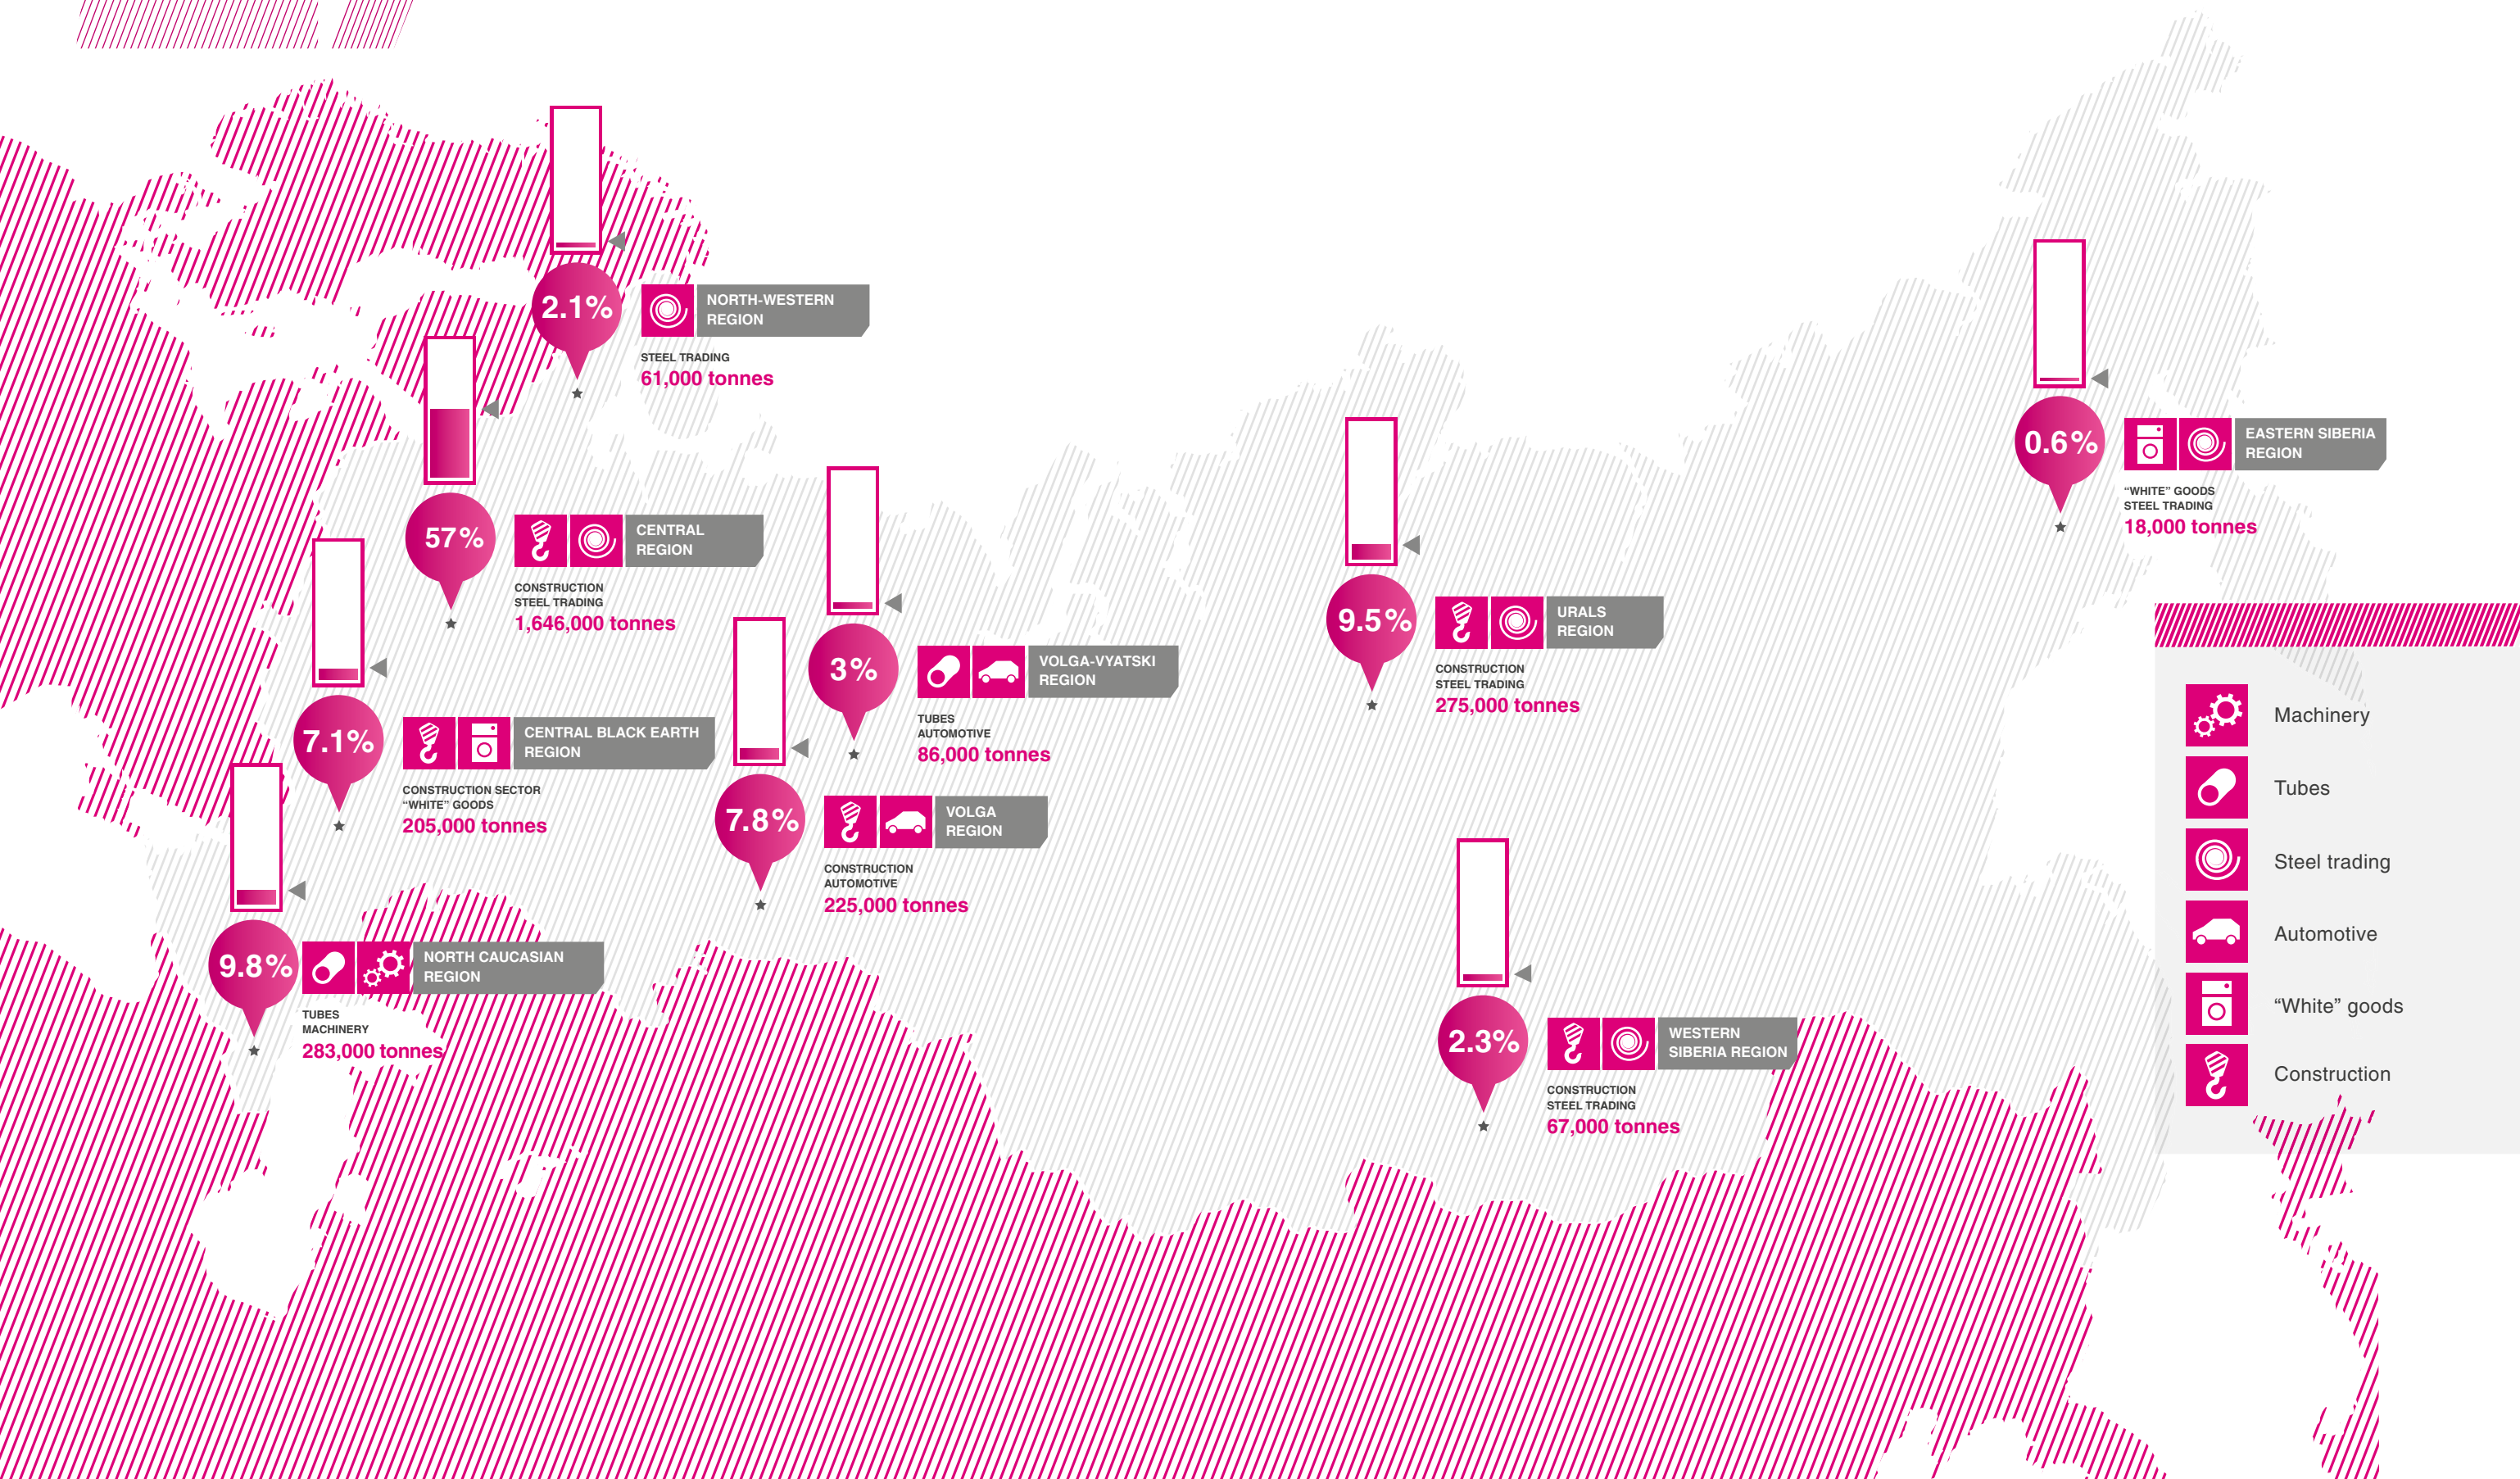 2.1%
NORTH-WESTERN
REGION
STEEL TRADING
61,000 tonnes
57%
CENTRAL
REGION
CONSTRUCTION
STEEL TRADING
1,646,000 tonnes
7.1%
CENTRAL BLACK EARTH
REGION
CONSTRUCTION SECTOR
“WHITE” GOODS
205,000 tonnes
9.8%
NORTH CAUCASIAN
REGION
TUBES
MACHINERY
283,000 tonnes
3%
VOLGA-VYATSKI
REGION
TUBES
AUTOMOTIVE
86,000 tonnes
7.8%
VOLGA
REGION
CONSTRUCTION
AUTOMOTIVE
225,000 tonnes
9.5%
URALS
REGION
CONSTRUCTION
STEEL TRADING
275,000 tonnes
2.3%
WESTERN
SIBERIA REGION
CONSTRUCTION
STEEL TRADING
67,000 tonnes
0.6%
EASTERN SIBERIA
REGION
“WHITE” GOODS
STEEL TRADING
18,000 tonnes
Machinery
Tubes
Steel trading
Automotive
“White” goods
Construction